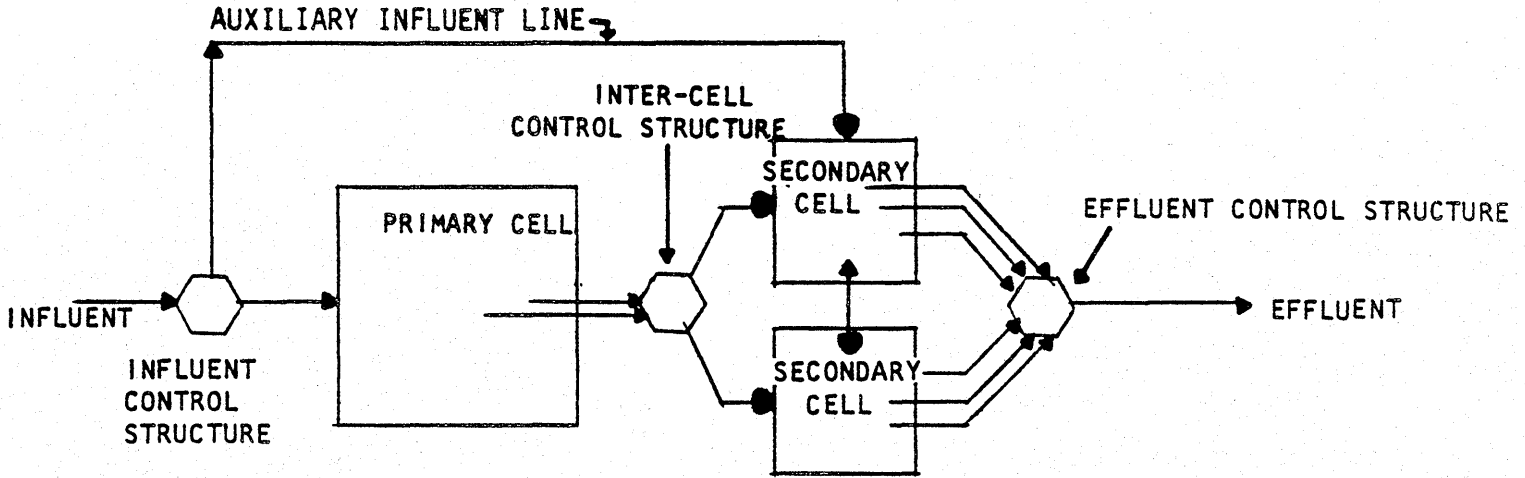 AUXILIARY INFLUENT LINE
INTER-CELL
CONTROL STRUCTURE
SECONDARY
CELL
PRIMARY CELL
EFFLUENT CONTROL STRUCTURE
INFLUENT
EFFLUENT
INFLUENT
CONTROL
STRUCTURE
SECONDARY
CELL